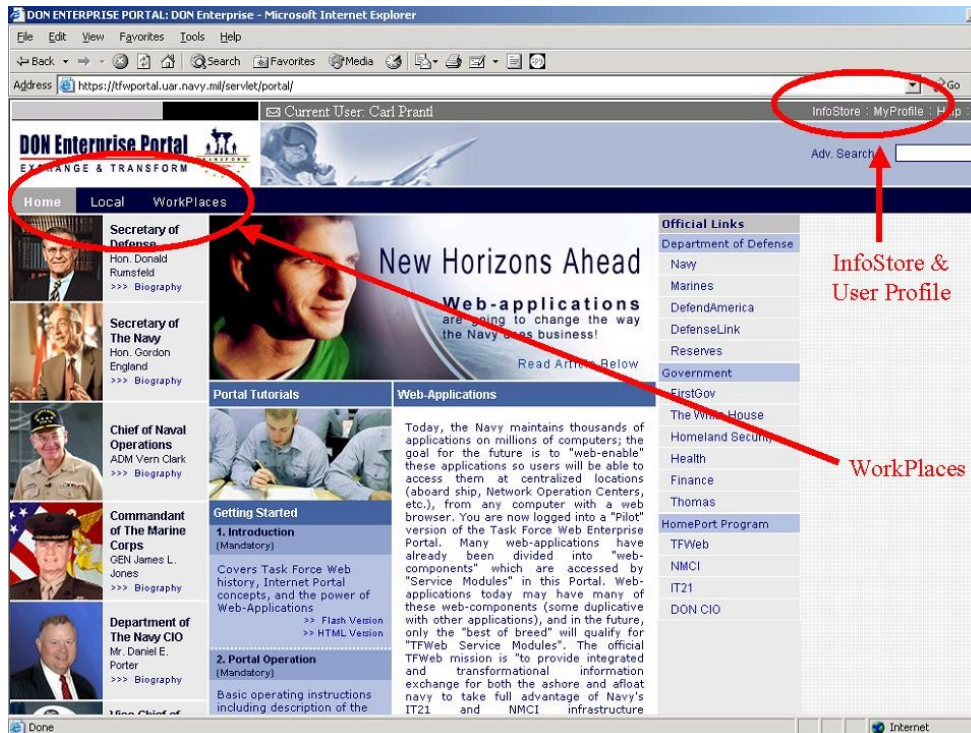 DON ENTERPRISE PORTAL: DON Enterprise - Microsoft Internet Explorer
File Edit View Favorites Tools Help
Back Search Favorites Media
Address https://tfwportal.uar.navy.mil/servlet/portal/ Go
Current User: Carl Prantl
InfoStore : MyProfile : Help :
DON Enterprise Portal
EXCHANGE & TRANSFORM
TRANSFORM
Adv. Search
Home Local WorkPlaces
Secretary of
Defense
Hon. Donald
Rumsfeld
>>> Biography
Secretary of
The Navy
Hon. Gordon
England
>>> Biography
Chief of Naval
Operations
ADM Vern Clark
>>> Biography
Commandant
of The Marine
Corps
GEN James L.
Jones
>>> Biography
Department of
The Navy CIO
Mr. Daniel E.
Porter
>>> Biography
Vice Chief of
New Horizons Ahead
Web-applications
are going to change the way
the Navy does business!
Read Article Below
Portal Tutorials
Getting Started
1. Introduction
(Mandatory)
Covers Task Force Web
history, Internet Portal
concepts, and the power of
Web-Applications
>> Flash Version
>> HTML Version
2. Portal Operation
(Mandatory)
Basic operating instructions
including description of the
Web-Applications
Today, the Navy maintains thousands of
applications on millions of computers; the
goal for the future is to "web-enable"
these applications so users will be able to
access them at centralized locations
(aboard ship, Network Operation Centers,
etc.), from any computer with a web
browser. You are now logged into a "Pilot"
version of the Task Force Web Enterprise
Portal. Many web-applications have
already been divided into "web-
components" which are accessed by
"Service Modules" in this Portal. Web-
applications today may have many of
these web-components (some duplicative
with other applications), and in the future,
only the "best of breed" will qualify for
"TFWeb Service Modules". The official
TFWeb mission is "to provide integrated
and transformational information
exchange for both the ashore and afloat
navy to take full advantage of Navy's
IT21 and NMCI infrastructure
Official Links
Department of Defense
Navy
Marines
DefendAmerica
DefenseLink
Reserves
Government
FirstGov
The White House
Homeland Security
Health
Finance
Thomas
HomePort Program
TFWeb
NMCI
IT21
DON CIO
InfoStore &
User Profile
WorkPlaces
Done Internet